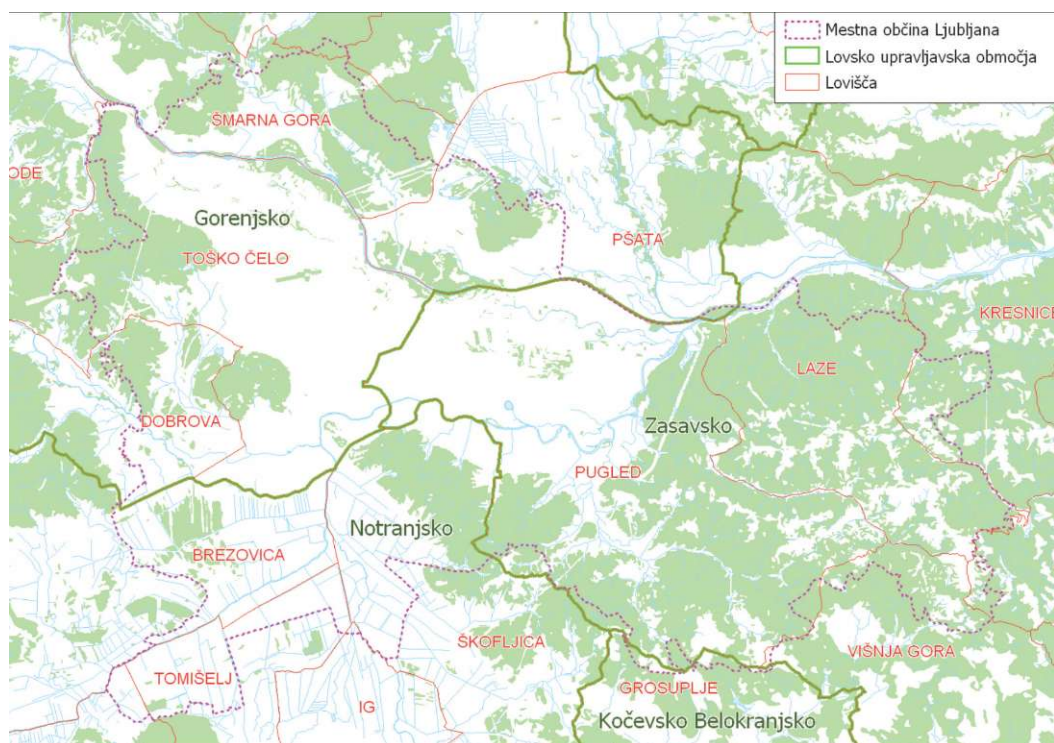 Mestna občina Ljubljana
Lovsko upravljavska območja
Lovišča
ŠMARNA GORA
ODE
Gorenjsko
PŠATA
TOŠKO ČELO
KRESNICE
LAZE
DOBROVA
Zasavsko
PUGLED
Notranjsko
BREZOVICA
ŠKOFLJICA
VIŠNJA GORA
TOMIŠELJ
GROSUPLJE
IG
Kočevsko Belokranjsko